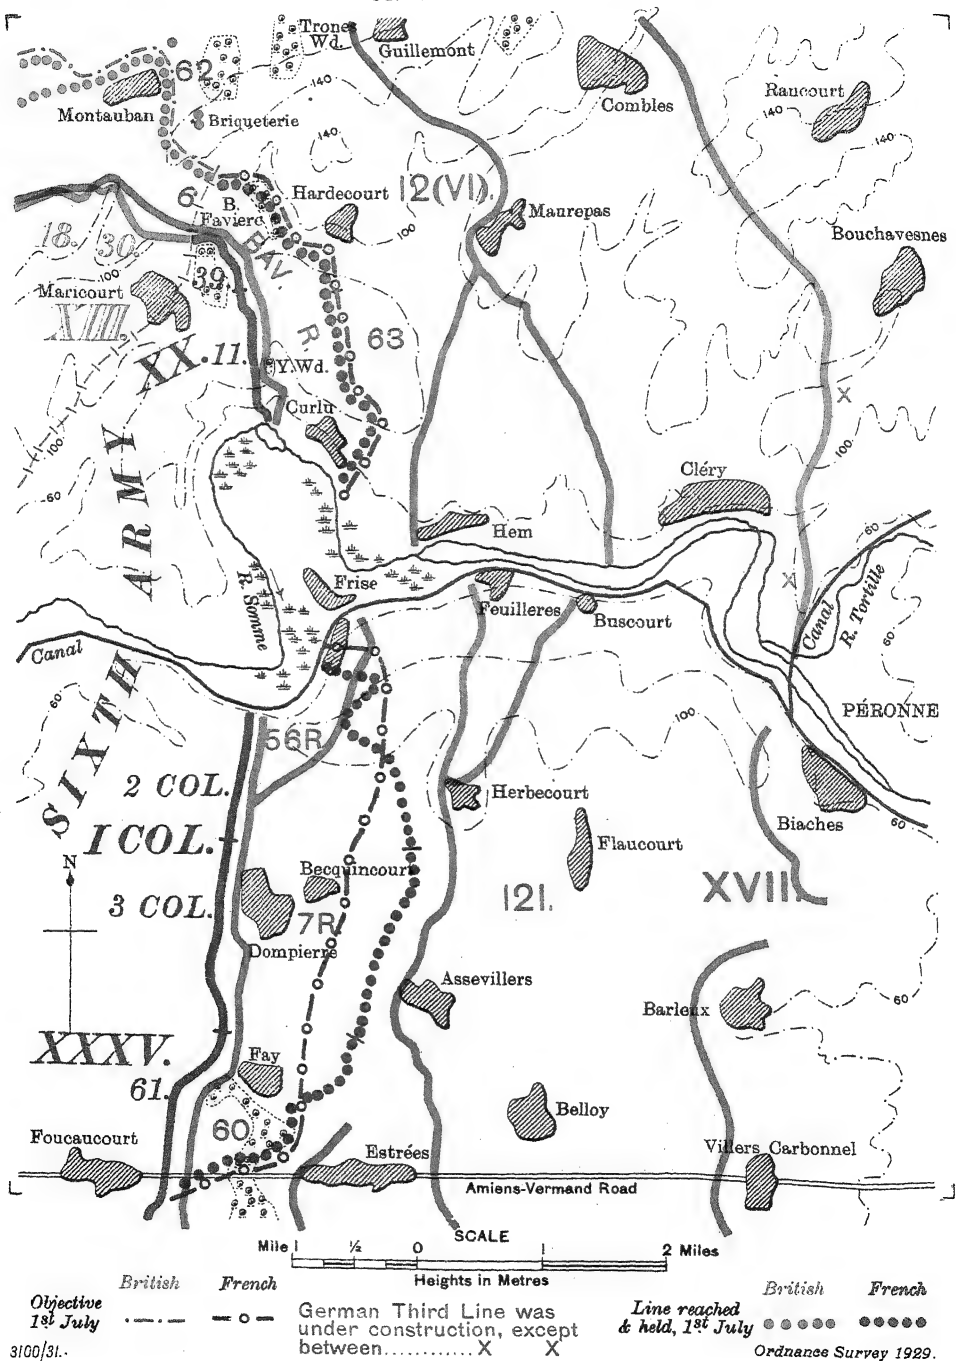 Trones
Wd.
Guillemont
62
140
Combles
Raucourt
Montauban
Briqueterie
140
140
140
6
B.
Faviere
Hardecourt
12(VI).
Maurepas
100
Bouchavesnes
18.
30.
BAV.
R.
39.
100
Maricourt
XIII.
63
XX.11.
Y.Wd.
X
Curlu
100
100
60
Cléry
SIXTH ARMY
Hem
60
R. Somme
Frise
Feuilleres
Buscourt
X
Canal
R. Tortille
60
Canal
60
PÉRONNE
56R
100
2 COL.
Herbecourt
Biaches
60
1 COL.
Flaucourt
N
Becquincourt
3 COL.
7R
121.
XVII.
Dompierre
Assevillers
Barleux
60
XXXV.
61.
Fay
60
Belloy
Foucaucourt
Estrées
Villers Carbonnel
Amiens-Vermand Road
SCALE
Mile 1 ½ 0 1 2 Miles
Heights in Metres
British French
Objective
1st July
German Third Line was
under construction, except
between............X X
British French
Line reached
& held, 1st July
3100/31.
Ordnance Survey 1929.